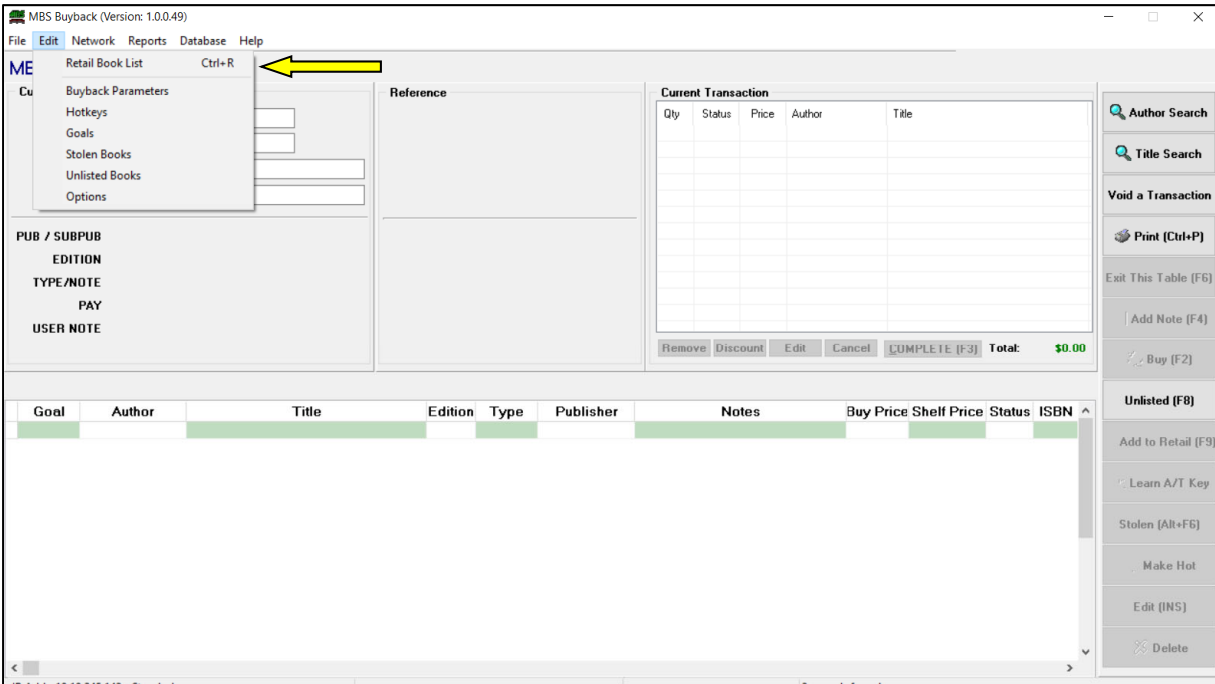 MBS Buyback (Version: 1.0.0.49)
File Edit Network Reports Database Help
Retail Book List Ctrl+R
Buyback Parameters
Hotkeys
Goals
Stolen Books
Unlisted Books
Options
PUB / SUBPUB
EDITION
TYPE/NOTE
PAY
USER NOTE
Reference
Current Transaction
Qty Status Price Author Title
Remove Discount Edit Cancel COMPLETE (F3) Total: $0.00
Author Search
Title Search
Void a Transaction
Print (Ctrl+P)
Exit This Table (F6)
Add Note (F4)
Buy (F2)
Unlisted (F8)
Add to Retail (F9)
Learn A/T Key
Stolen (Alt+F6)
Make Hot
Edit (INS)
Delete
Goal Author Title Edition Type Publisher Notes Buy Price Shelf Price Status ISBN